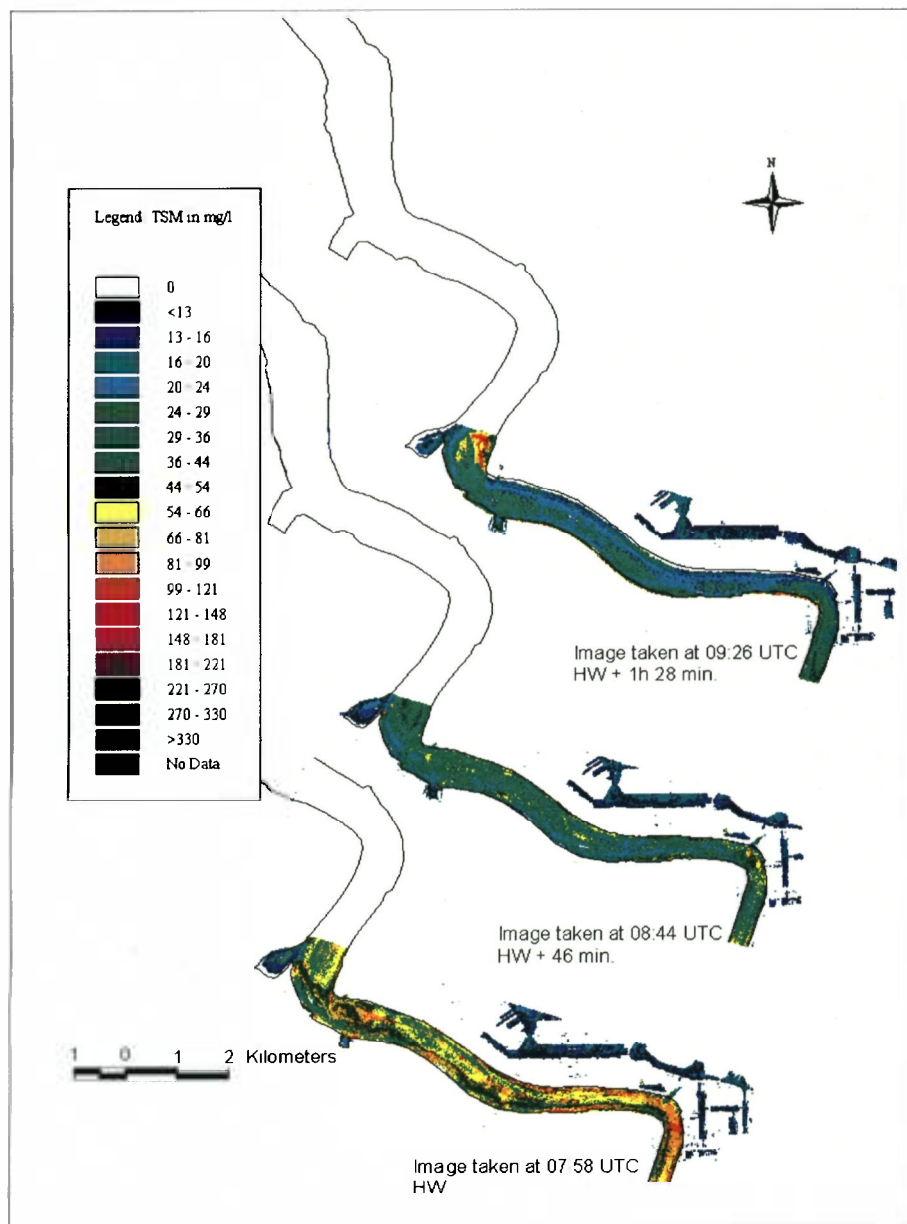 N
Legend TSM in mg/l
0
<13
13 - 16
16 - 20
20 - 24
24 - 29
29 - 36
36 - 44
44 - 54
54 - 66
66 - 81
81 - 99
99 - 121
121 - 148
148 - 181
181 - 221
221 - 270
270 - 330
>330
No Data
Image taken at 09:26 UTC
HW + 1h 28 min.
Image taken at 08:44 UTC
HW + 46 min.
1 0 1 2 Kilometers
Image taken at 07 58 UTC
HW